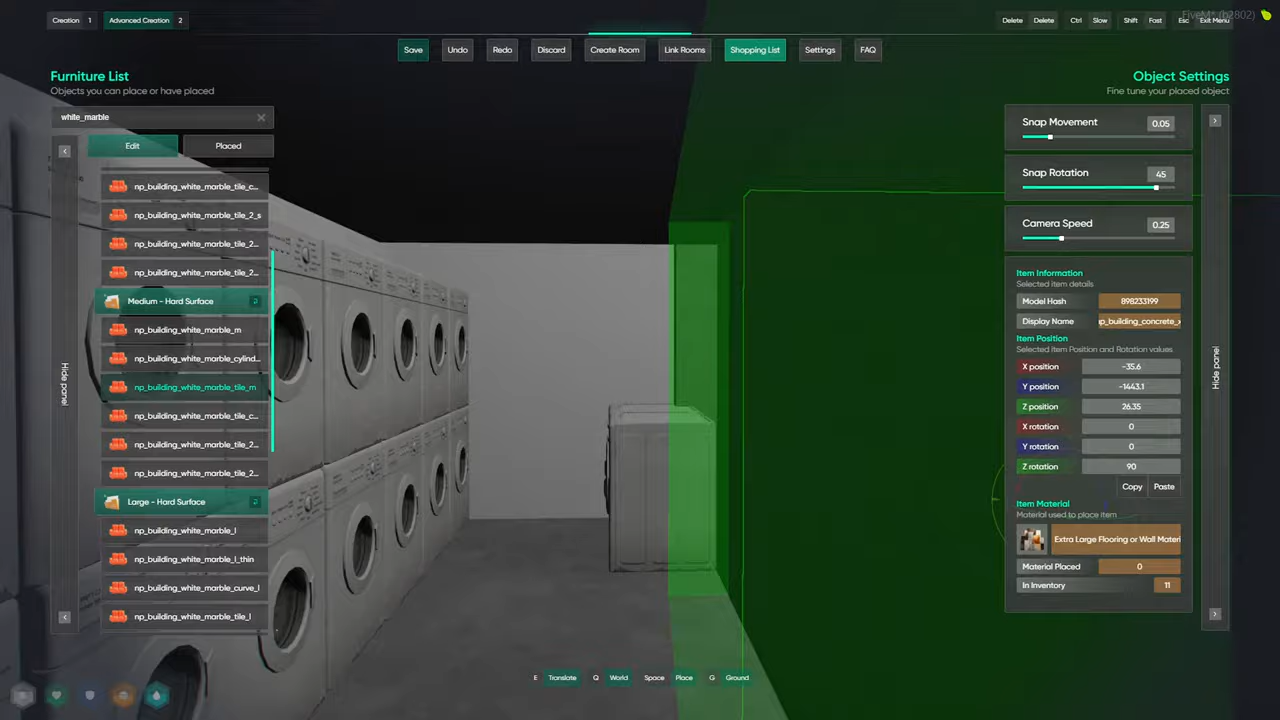 Creation 1 Advanced Creation 2
FiveM* (b2802)
Delete Delete Ctrl Slow Shift Fast Esc Exit Menu
Save Undo Redo Discard Create Room Link Rooms Shopping List Settings FAQ
Furniture List
Objects you can place or have placed
white_marble
Edit Placed
Hide panel
np_building_white_marble_tile_c...
np_building_white_marble_tile_2_s
np_building_white_marble_tile_2...
np_building_white_marble_tile_2...
Medium - Hard Surface
np_building_white_marble_m
np_building_white_marble_cylind...
np_building_white_marble_tile_m
np_building_white_marble_tile_c...
np_building_white_marble_tile_2...
np_building_white_marble_tile_2...
Large - Hard Surface
np_building_white_marble_l
np_building_white_marble_l_thin
np_building_white_marble_curve_l
np_building_white_marble_tile_l
Object Settings
Fine tune your placed object
Snap Movement 0.05
Snap Rotation 45
Camera Speed 0.25
Item Information
Selected item details
Model Hash 898233199
Display Name np_building_concrete_x
Item Position
Selected Item Position and Rotation values
X position -35.6
Y position -1443.1
Z position 26.35
X rotation 0
Y rotation 0
Z rotation 90
Copy Paste
Item Material
Material used to place item
Extra Large Flooring or Wall Materi
Material Placed 0
In Inventory 11
Hide panel
E Translate Q World Space Place G Ground